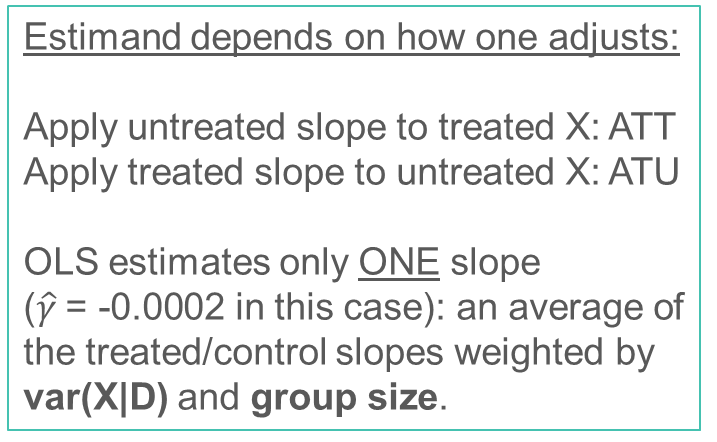 Estimand depends on how one adjusts:
Apply untreated slope to treated X: ATT
Apply treated slope to untreated X: ATU
OLS estimates only ONE slope
(γ̂ = -0.0002 in this case): an average of
the treated/control slopes weighted by
var(X|D) and group size.